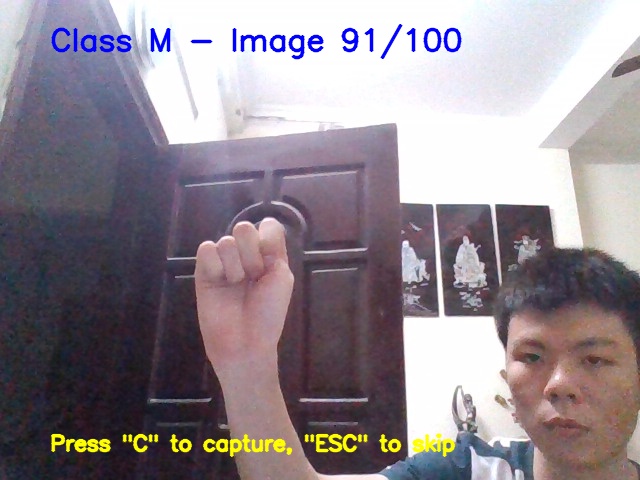 Class M - Image 91/100
Press "C" to capture, "ESC" to skip